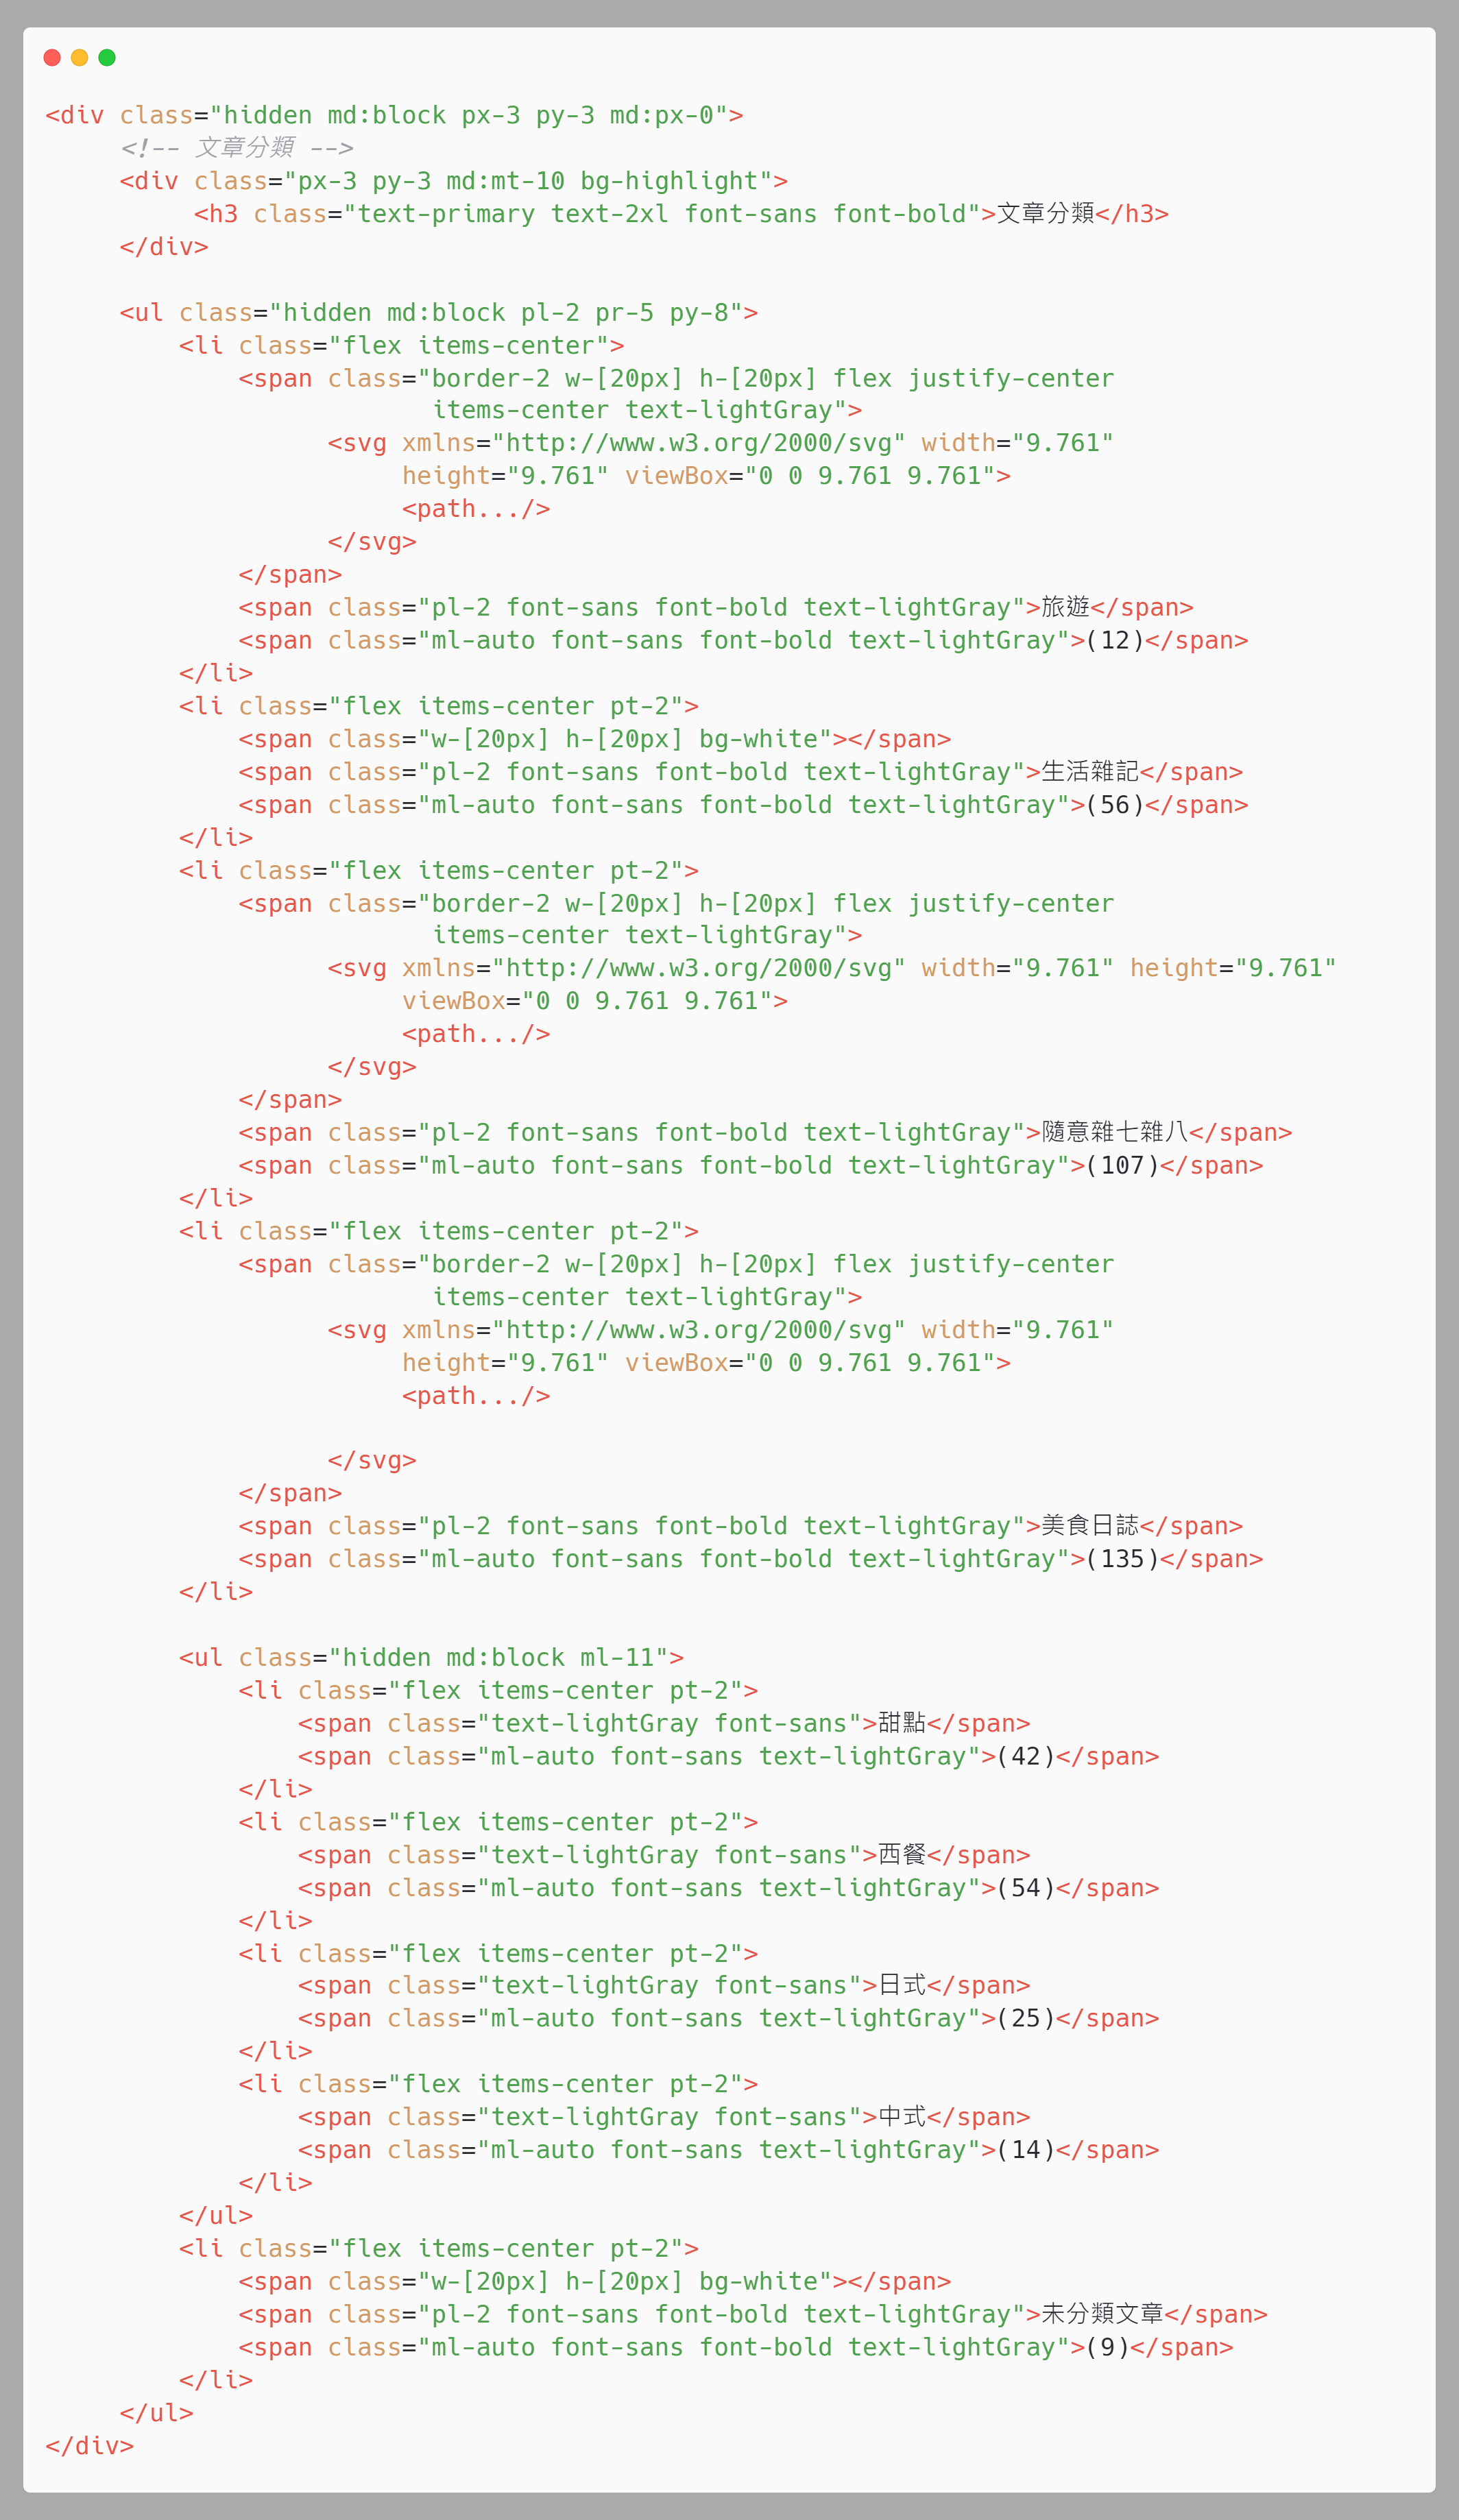 <div class="hidden md:block px-3 py-3 md:px-0">
<!-- 文章分類 -->
<div class="px-3 py-3 md:mt-10 bg-highlight">
<h3 class="text-primary text-2xl font-sans font-bold">文章分類</h3>
</div>
<ul class="hidden md:block pl-2 pr-5 py-8">
<li class="flex items-center">
<span class="border-2 w-[20px] h-[20px] flex justify-center
items-center text-lightGray">
<svg xmlns="http://www.w3.org/2000/svg" width="9.761"
height="9.761" viewBox="0 0 9.761 9.761">
<path.../>
</svg>
</span>
<span class="pl-2 font-sans font-bold text-lightGray">旅遊</span>
<span class="ml-auto font-sans font-bold text-lightGray">(12)</span>
</li>
<li class="flex items-center pt-2">
<span class="w-[20px] h-[20px] bg-white"></span>
<span class="pl-2 font-sans font-bold text-lightGray">生活雜記</span>
<span class="ml-auto font-sans font-bold text-lightGray">(56)</span>
</li>
<li class="flex items-center pt-2">
<span class="border-2 w-[20px] h-[20px] flex justify-center
items-center text-lightGray">
<svg xmlns="http://www.w3.org/2000/svg" width="9.761" height="9.761"
viewBox="0 0 9.761 9.761">
<path.../>
</svg>
</span>
<span class="pl-2 font-sans font-bold text-lightGray">隨意雜七雜八</span>
<span class="ml-auto font-sans font-bold text-lightGray">(107)</span>
</li>
<li class="flex items-center pt-2">
<span class="border-2 w-[20px] h-[20px] flex justify-center
items-center text-lightGray">
<svg xmlns="http://www.w3.org/2000/svg" width="9.761"
height="9.761" viewBox="0 0 9.761 9.761">
<path.../>
</svg>
</span>
<span class="pl-2 font-sans font-bold text-lightGray">美食日誌</span>
<span class="ml-auto font-sans font-bold text-lightGray">(135)</span>
</li>
<ul class="hidden md:block ml-11">
<li class="flex items-center pt-2">
<span class="text-lightGray font-sans">甜點</span>
<span class="ml-auto font-sans text-lightGray">(42)</span>
</li>
<li class="flex items-center pt-2">
<span class="text-lightGray font-sans">西餐</span>
<span class="ml-auto font-sans text-lightGray">(54)</span>
</li>
<li class="flex items-center pt-2">
<span class="text-lightGray font-sans">日式</span>
<span class="ml-auto font-sans text-lightGray">(25)</span>
</li>
<li class="flex items-center pt-2">
<span class="text-lightGray font-sans">中式</span>
<span class="ml-auto font-sans text-lightGray">(14)</span>
</li>
</ul>
<li class="flex items-center pt-2">
<span class="w-[20px] h-[20px] bg-white"></span>
<span class="pl-2 font-sans font-bold text-lightGray">未分類文章</span>
<span class="ml-auto font-sans font-bold text-lightGray">(9)</span>
</li>
</ul>
</div>